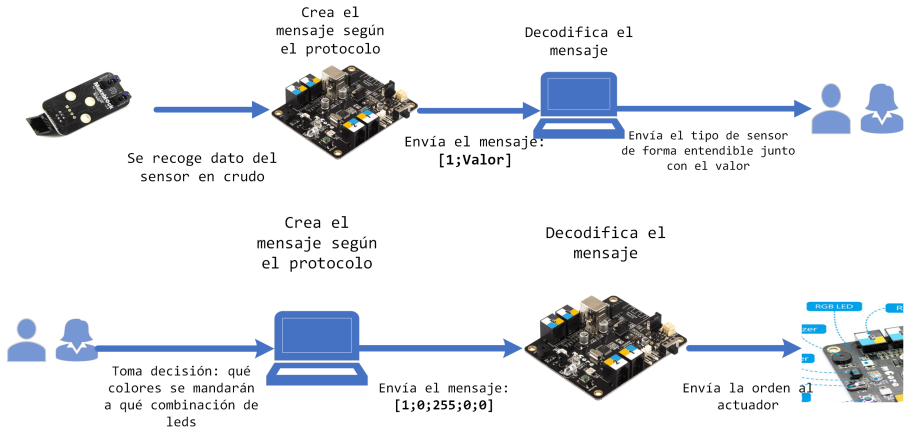 Crea el
mensaje según
el protocolo
Decodifica el
mensaje
Makeblock
Se recoge dato del
sensor en crudo
Envía el mensaje:
[1;Valor]
Envía el tipo de sensor
de forma entendible junto
con el valor
Crea el
mensaje según
el protocolo
Decodifica el
mensaje
RGB LED
R
zer
Toma decisión: qué
colores se mandarán
a qué combinación de
leds
Envía el mensaje:
[1;0;255;0;0]
Envía la orden al
actuador